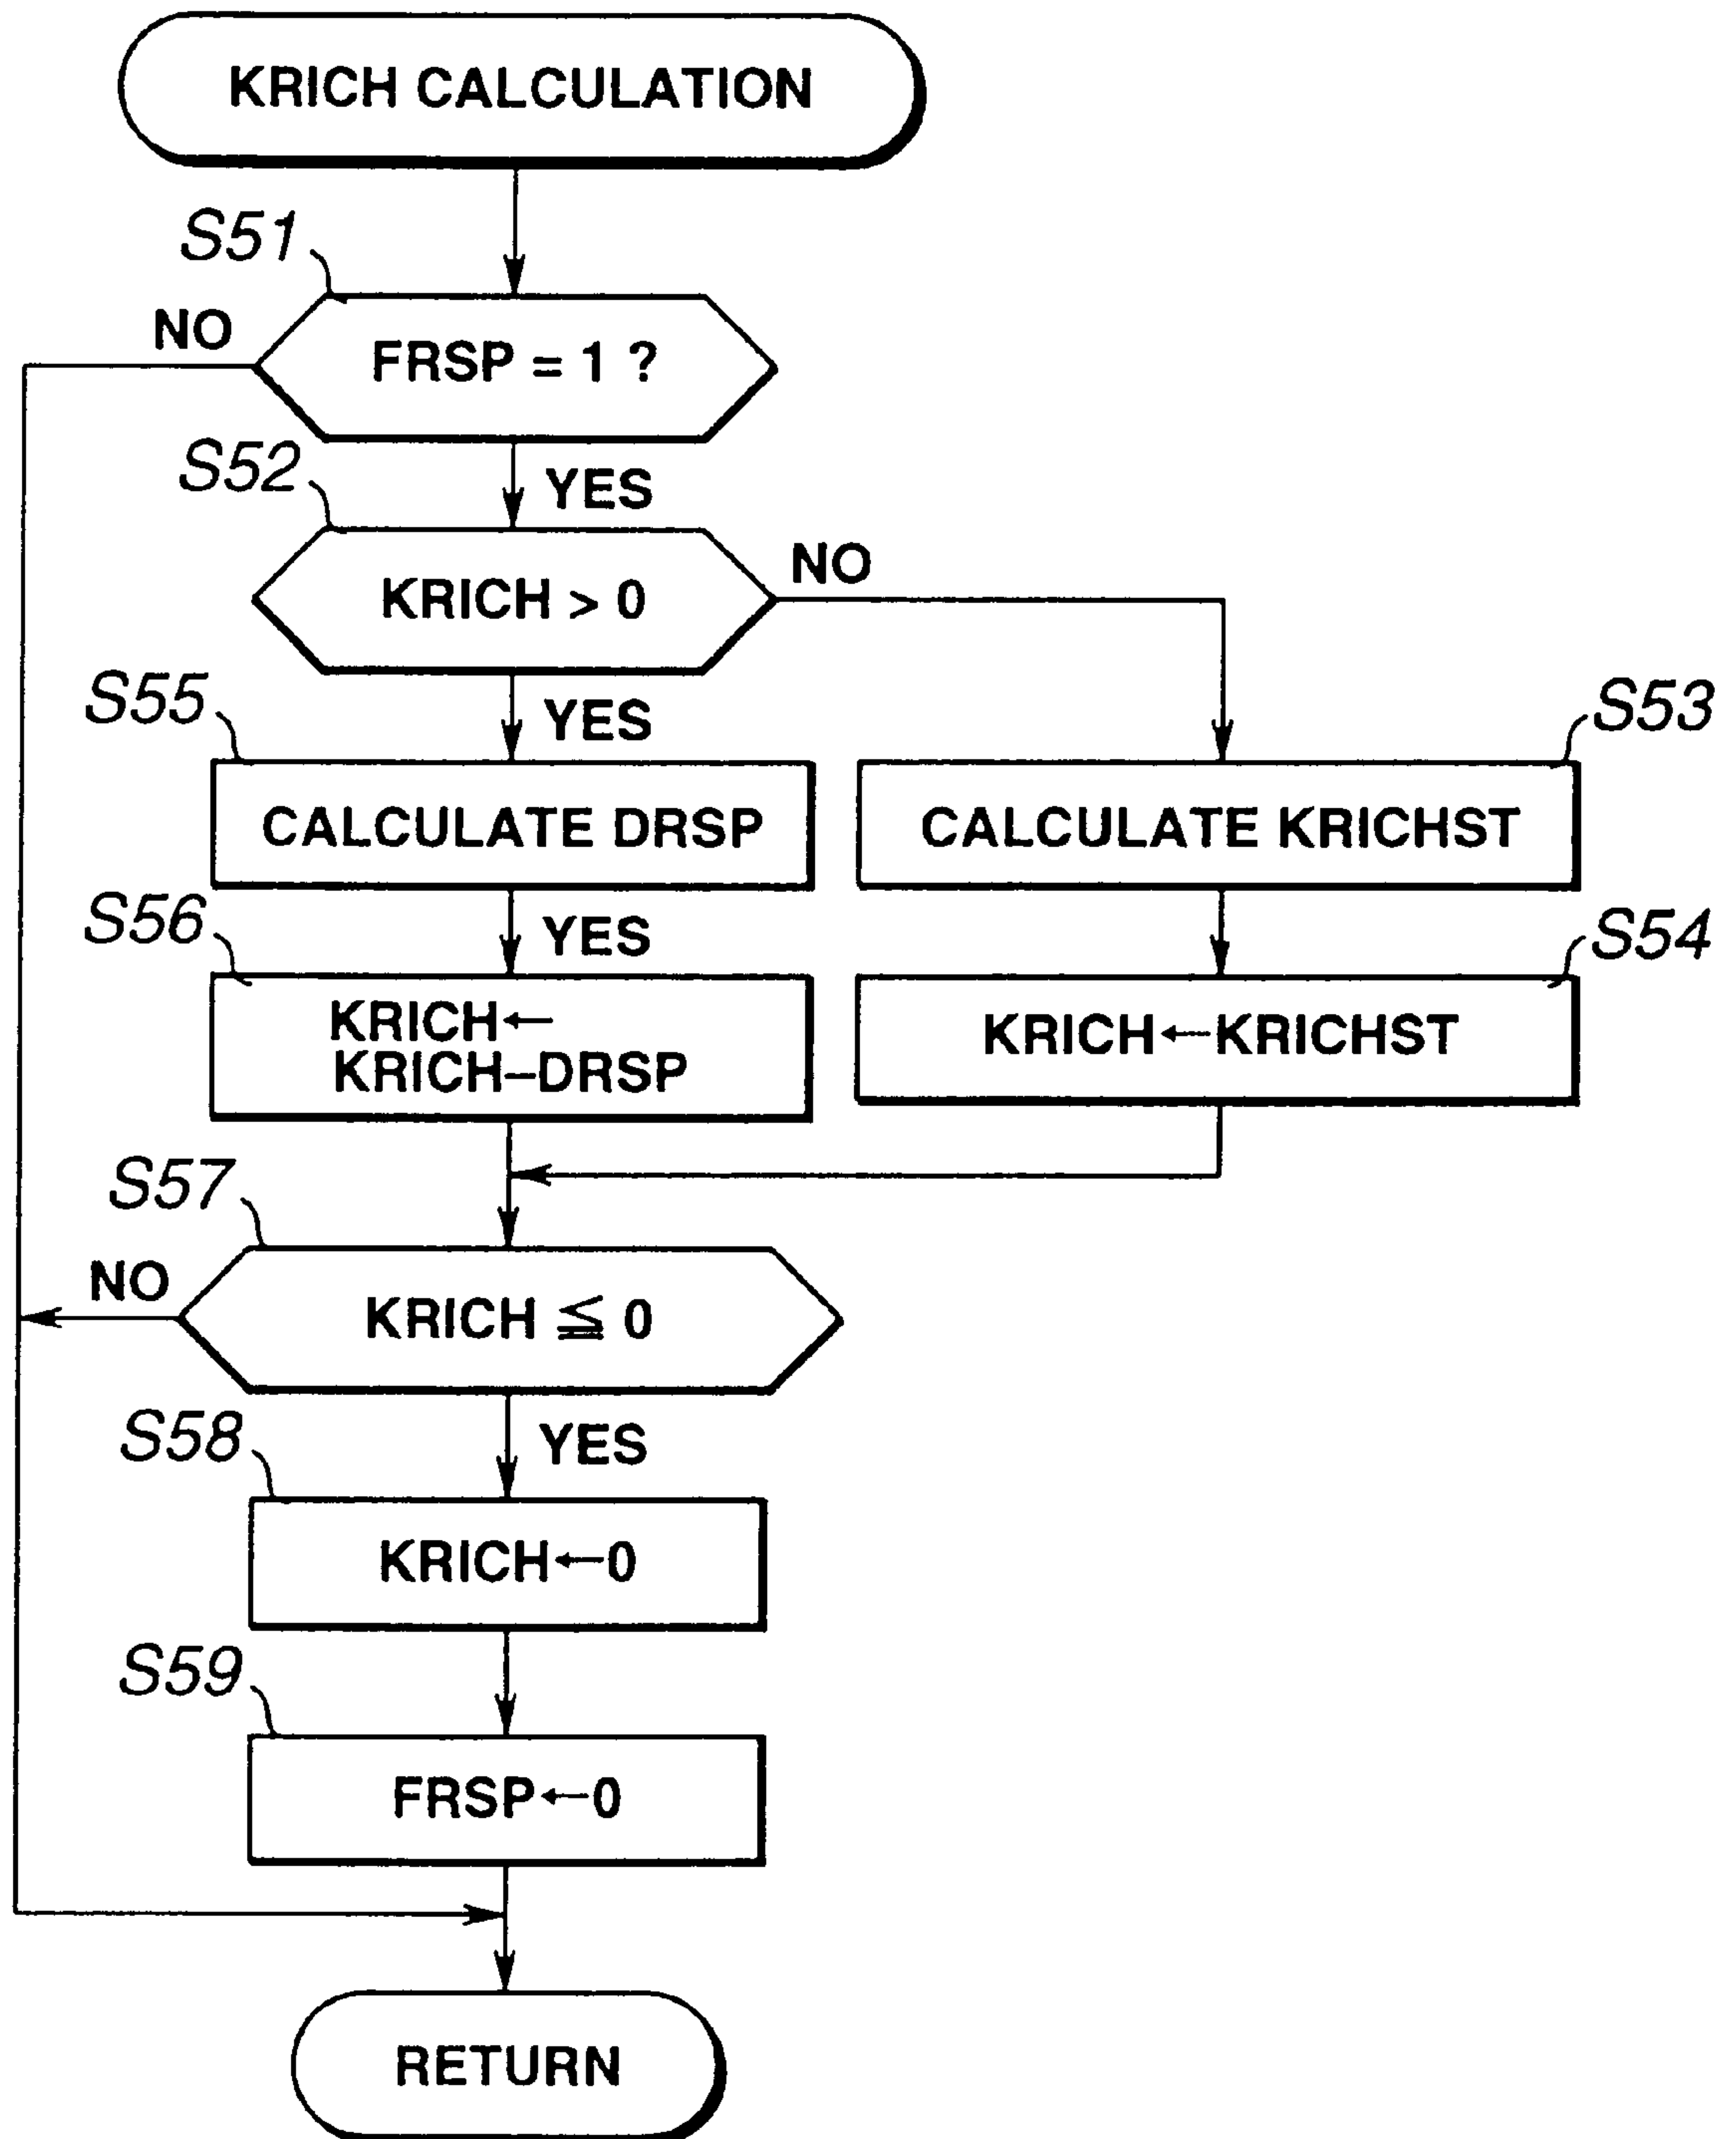 KRICH CALCULATION
S51
NO
FRSP = 1 ?
S52
YES
KRICH > 0
NO
S55
YES
S53
CALCULATE DRSP
CALCULATE KRICHST
S56
YES
S54
KRICH←
KRICH–DRSP
KRICH←KRICHST
S57
NO
KRICH ≦ 0
S58
YES
KRICH←0
S59
FRSP←0
RETURN